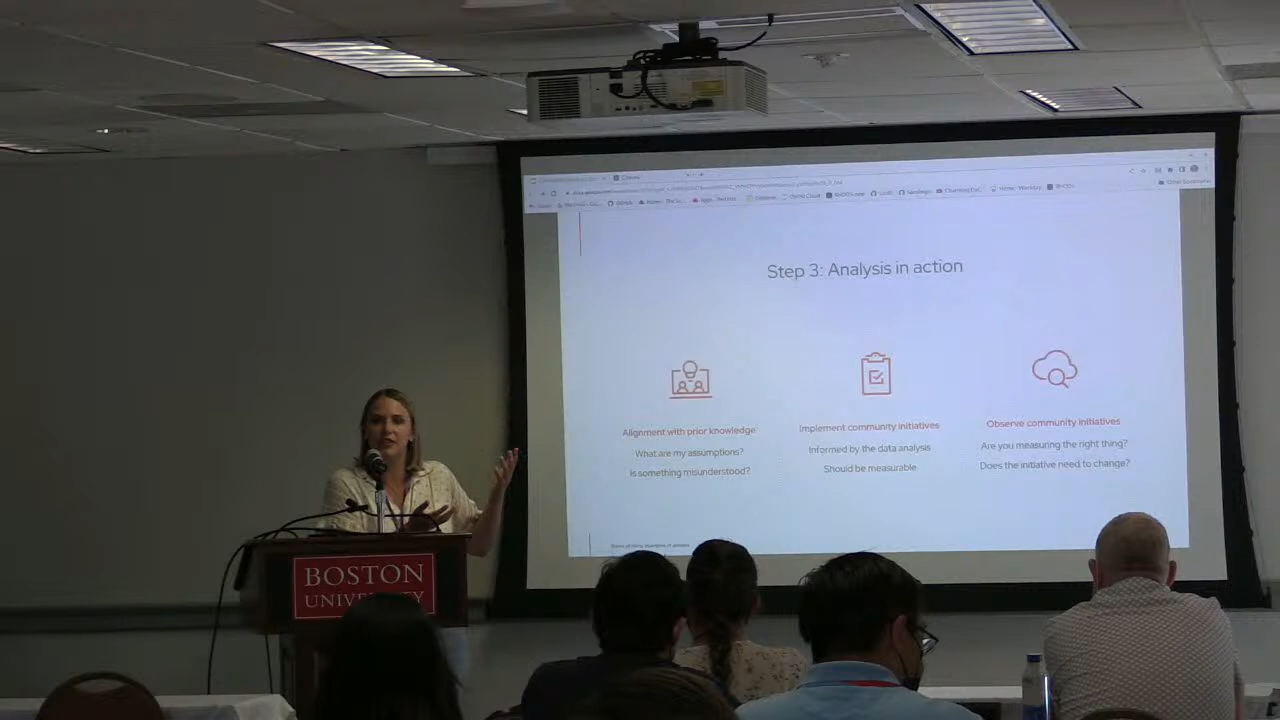 Step 3: Analysis in action
Alignment with prior knowledge
What are my assumptions?
Is something misunderstood?
Implement community initiatives
Informed by the data analysis
Should be measurable
Observe community initiatives
Are you measuring the right thing?
Does the initiative need to change?
BOSTON
UNIVERSITY